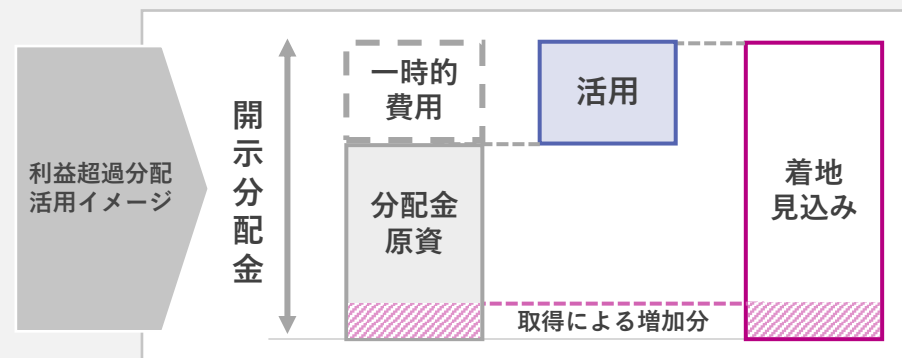 利益超過分配
活用イメージ
開示分配金
一時的
費用
分配金
原資
活用
着地
見込み
取得による増加分